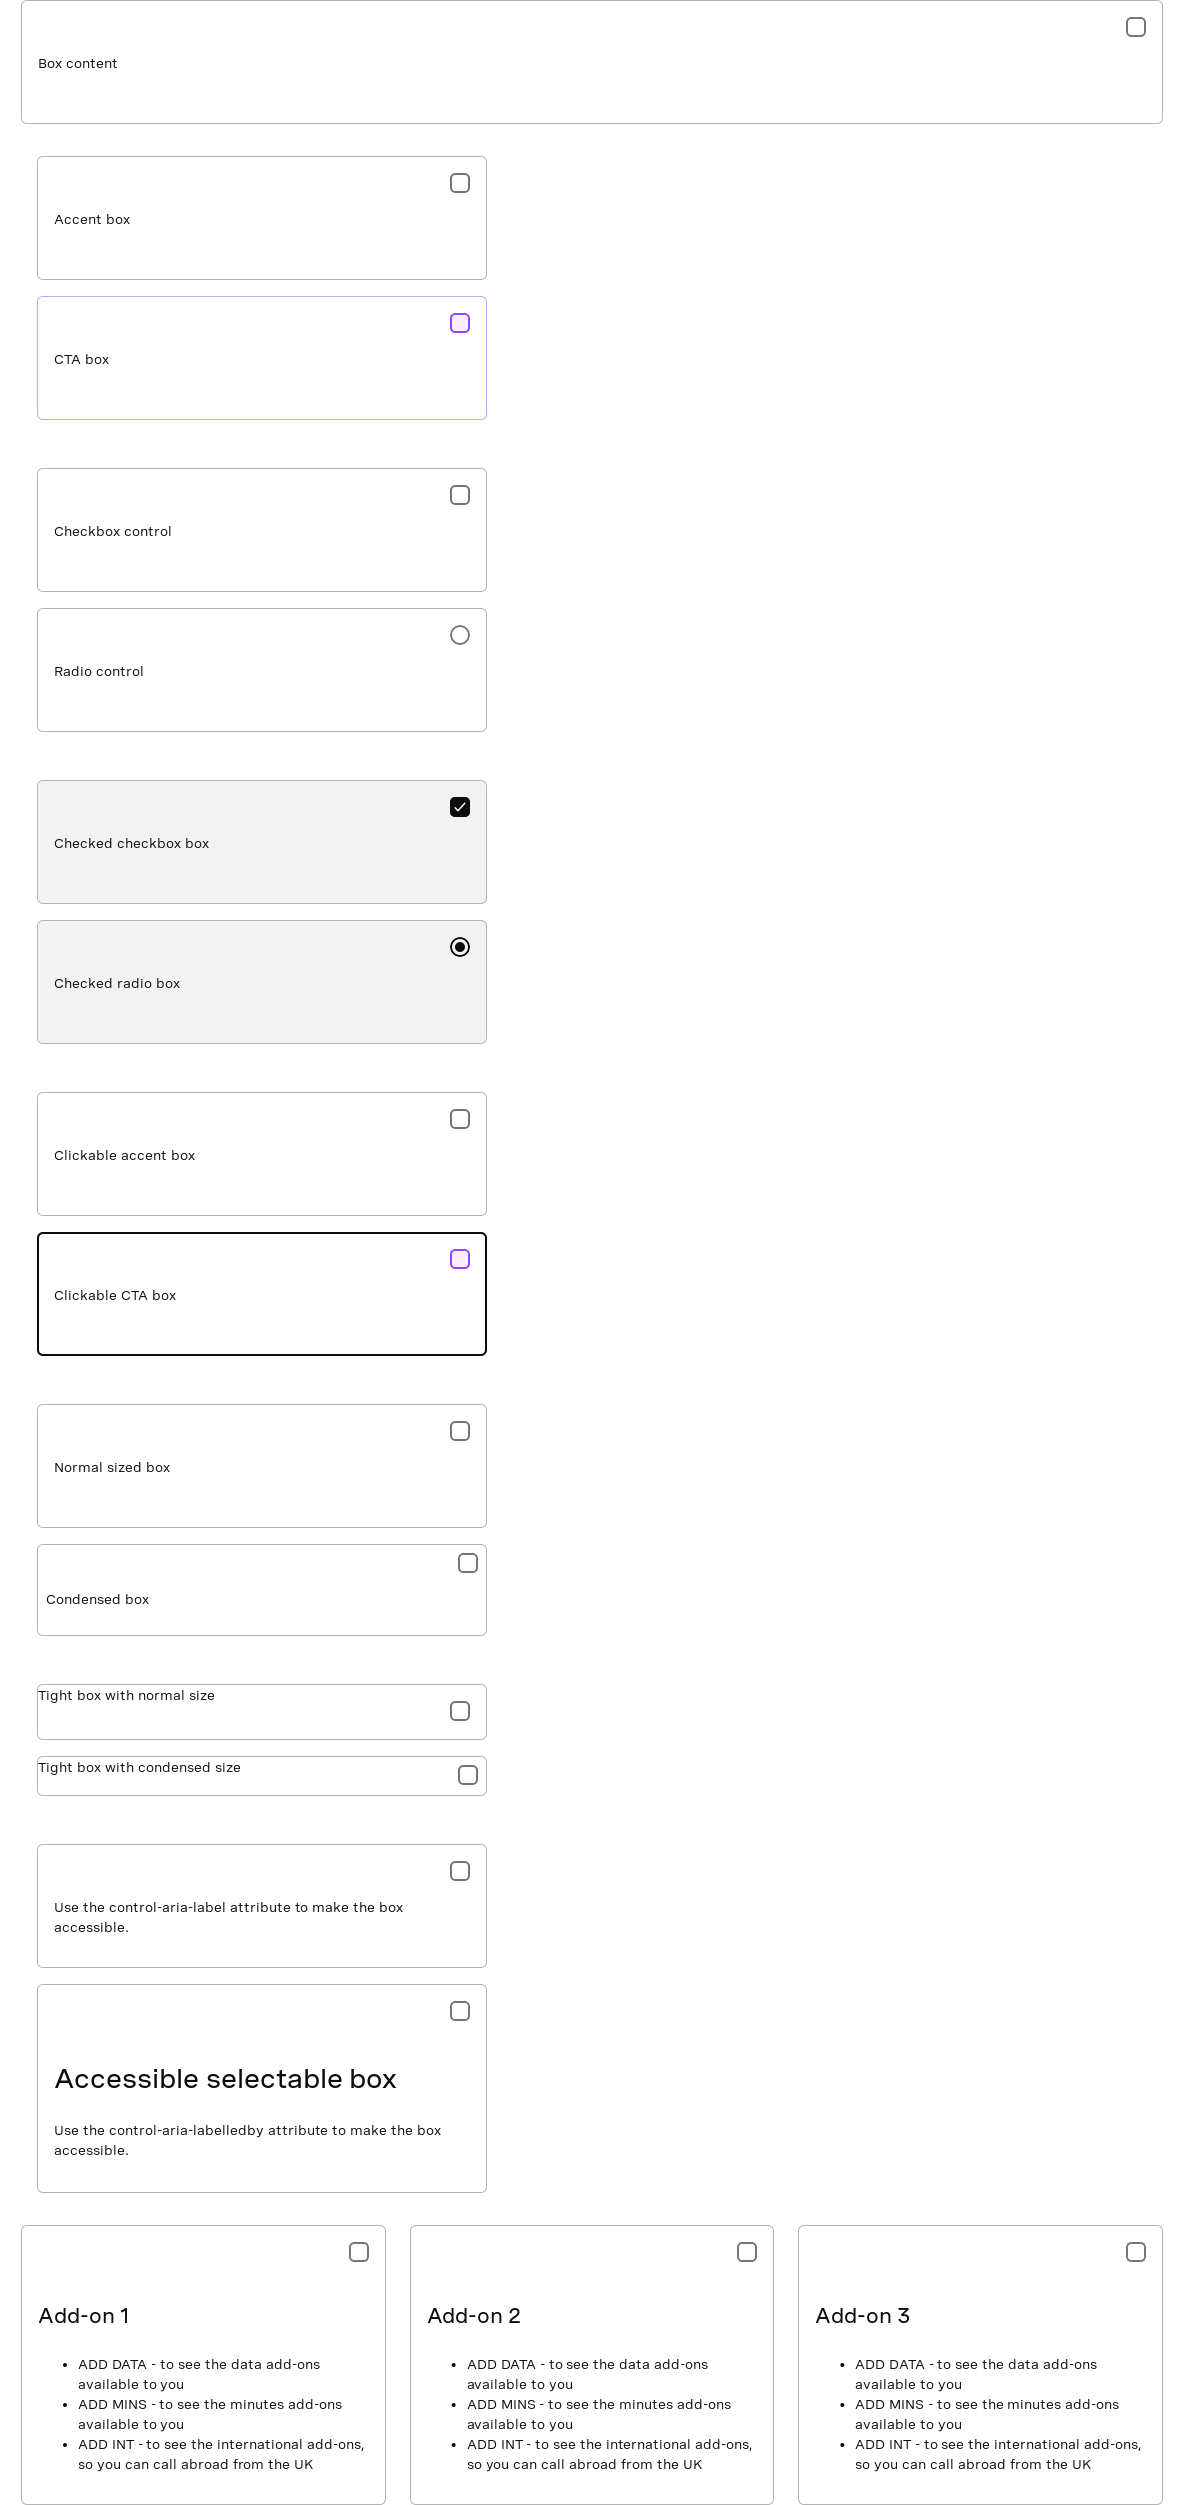 Box content
Accent box
CTA box
Checkbox control
Radio control
Checked checkbox box
Checked radio box
Clickable accent box
Clickable CTA box
Normal sized box
Condensed box
Tight box with normal size
Tight box with condensed size
Use the control-aria-label attribute to make the box
accessible.
Accessible selectable box
Use the control-aria-labelledby attribute to make the box
accessible.
Add-on 1
• ADD DATA - to see the data add-ons
available to you
• ADD MINS - to see the minutes add-ons
available to you
• ADD INT - to see the international add-ons,
so you can call abroad from the UK
Add-on 2
• ADD DATA - to see the data add-ons
available to you
• ADD MINS - to see the minutes add-ons
available to you
• ADD INT - to see the international add-ons,
so you can call abroad from the UK
Add-on 3
• ADD DATA - to see the data add-ons
available to you
• ADD MINS - to see the minutes add-ons
available to you
• ADD INT - to see the international add-ons,
so you can call abroad from the UK